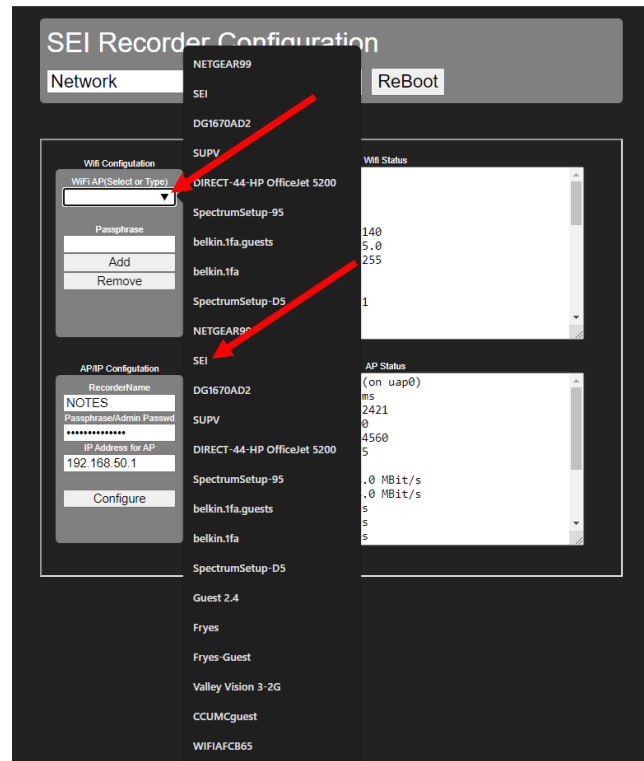 SEI Recorder Configuration
Network
ReBoot
Wifi Configutation
WiFi AP(Select or Type)
Passphrase
Add
Remove
NETGEAR99
SEI
DG1670AD2
SUPV
DIRECT-44-HP OfficeJet 5200
SpectrumSetup-95
belkin.1fa.guests
belkin.1fa
SpectrumSetup-D5
NETGEAR99
SEI
DG1670AD2
SUPV
DIRECT-44-HP OfficeJet 5200
SpectrumSetup-95
belkin.1fa.guests
belkin.1fa
SpectrumSetup-D5
Guest 2.4
Fryes
Fryes-Guest
Valley Vision 3-2G
CCUMCguest
WIFIAFCB65
Wifi Status
140
5.0
255
1
AP/IP Configutation
RecorderName
NOTES
Passphrase/Admin Passwd
••••••••••••••
IP Address for AP
192.168.50.1
Configure
AP Status
(on uap0)
ms
2421
0
4560
5
.0 MBit/s
.0 MBit/s
s
s
s